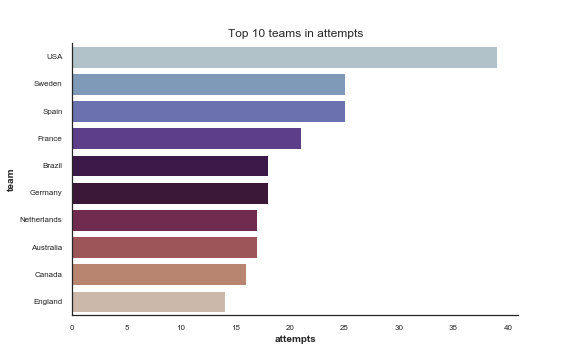 Top 10 teams in attempts
USA
Sweden
Spain
France
Brazil
Germany
Netherlands
Australia
Canada
England
team
0 5 10 15 20 25 30 35 40
attempts